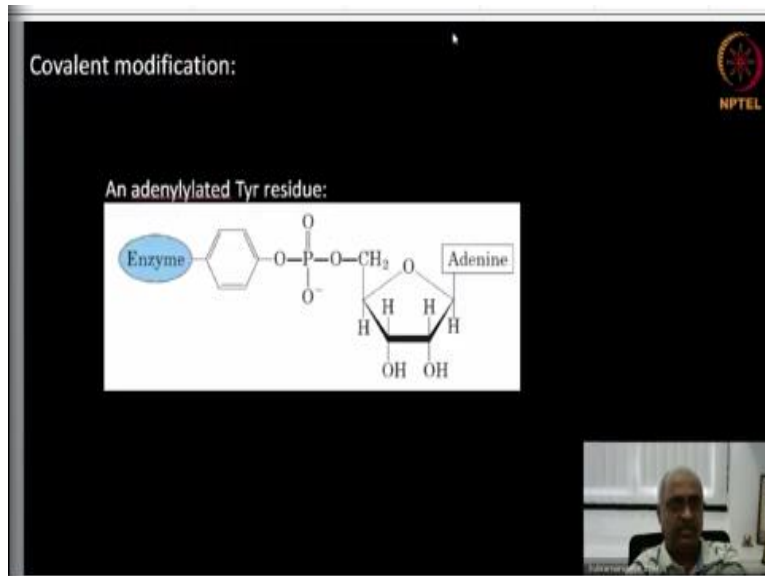 Covalent modification:
NPTEL
An adenylylated Tyr residue:
Enzyme
O
O—P—O—CH₂
O⁻
O
Adenine
H H
H H
OH OH